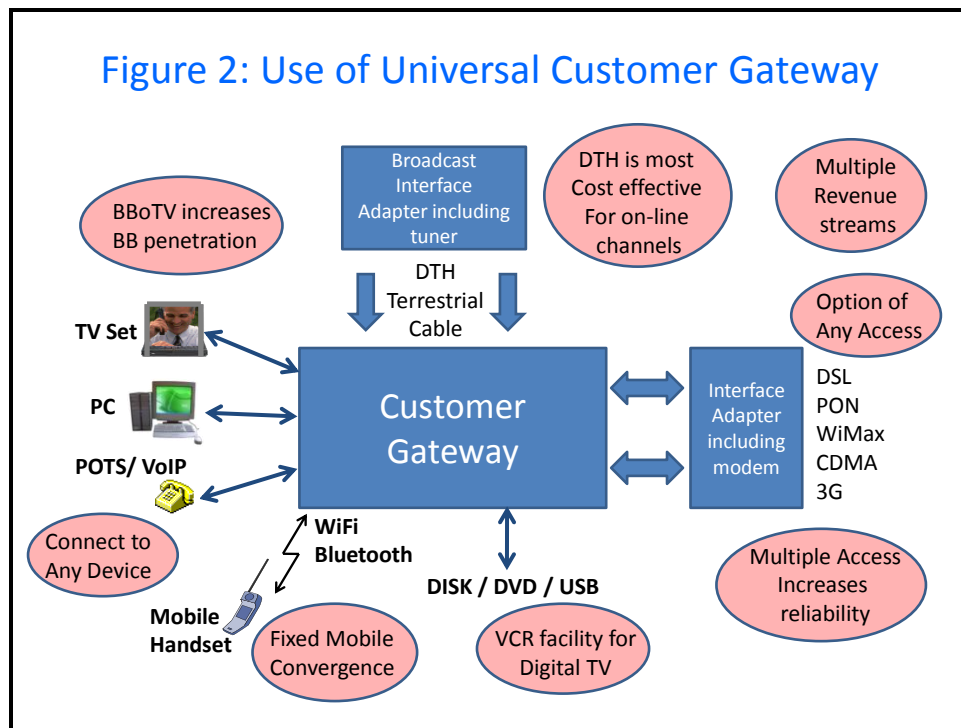 Figure 2: Use of Universal Customer Gateway
BBoTV increases
BB penetration
Broadcast
Interface
Adapter including
tuner
DTH is most
Cost effective
For on-line
channels
Multiple
Revenue
streams
DTH
Terrestrial
Cable
Option of
Any Access
TV Set
PC
POTS/ VoIP
Customer
Gateway
Interface
Adapter
including
modem
DSL
PON
WiMax
CDMA
3G
Connect to
Any Device
WiFi
Bluetooth
Mobile
Handset
Fixed Mobile
Convergence
DISK / DVD / USB
VCR facility for
Digital TV
Multiple Access
Increases
reliability